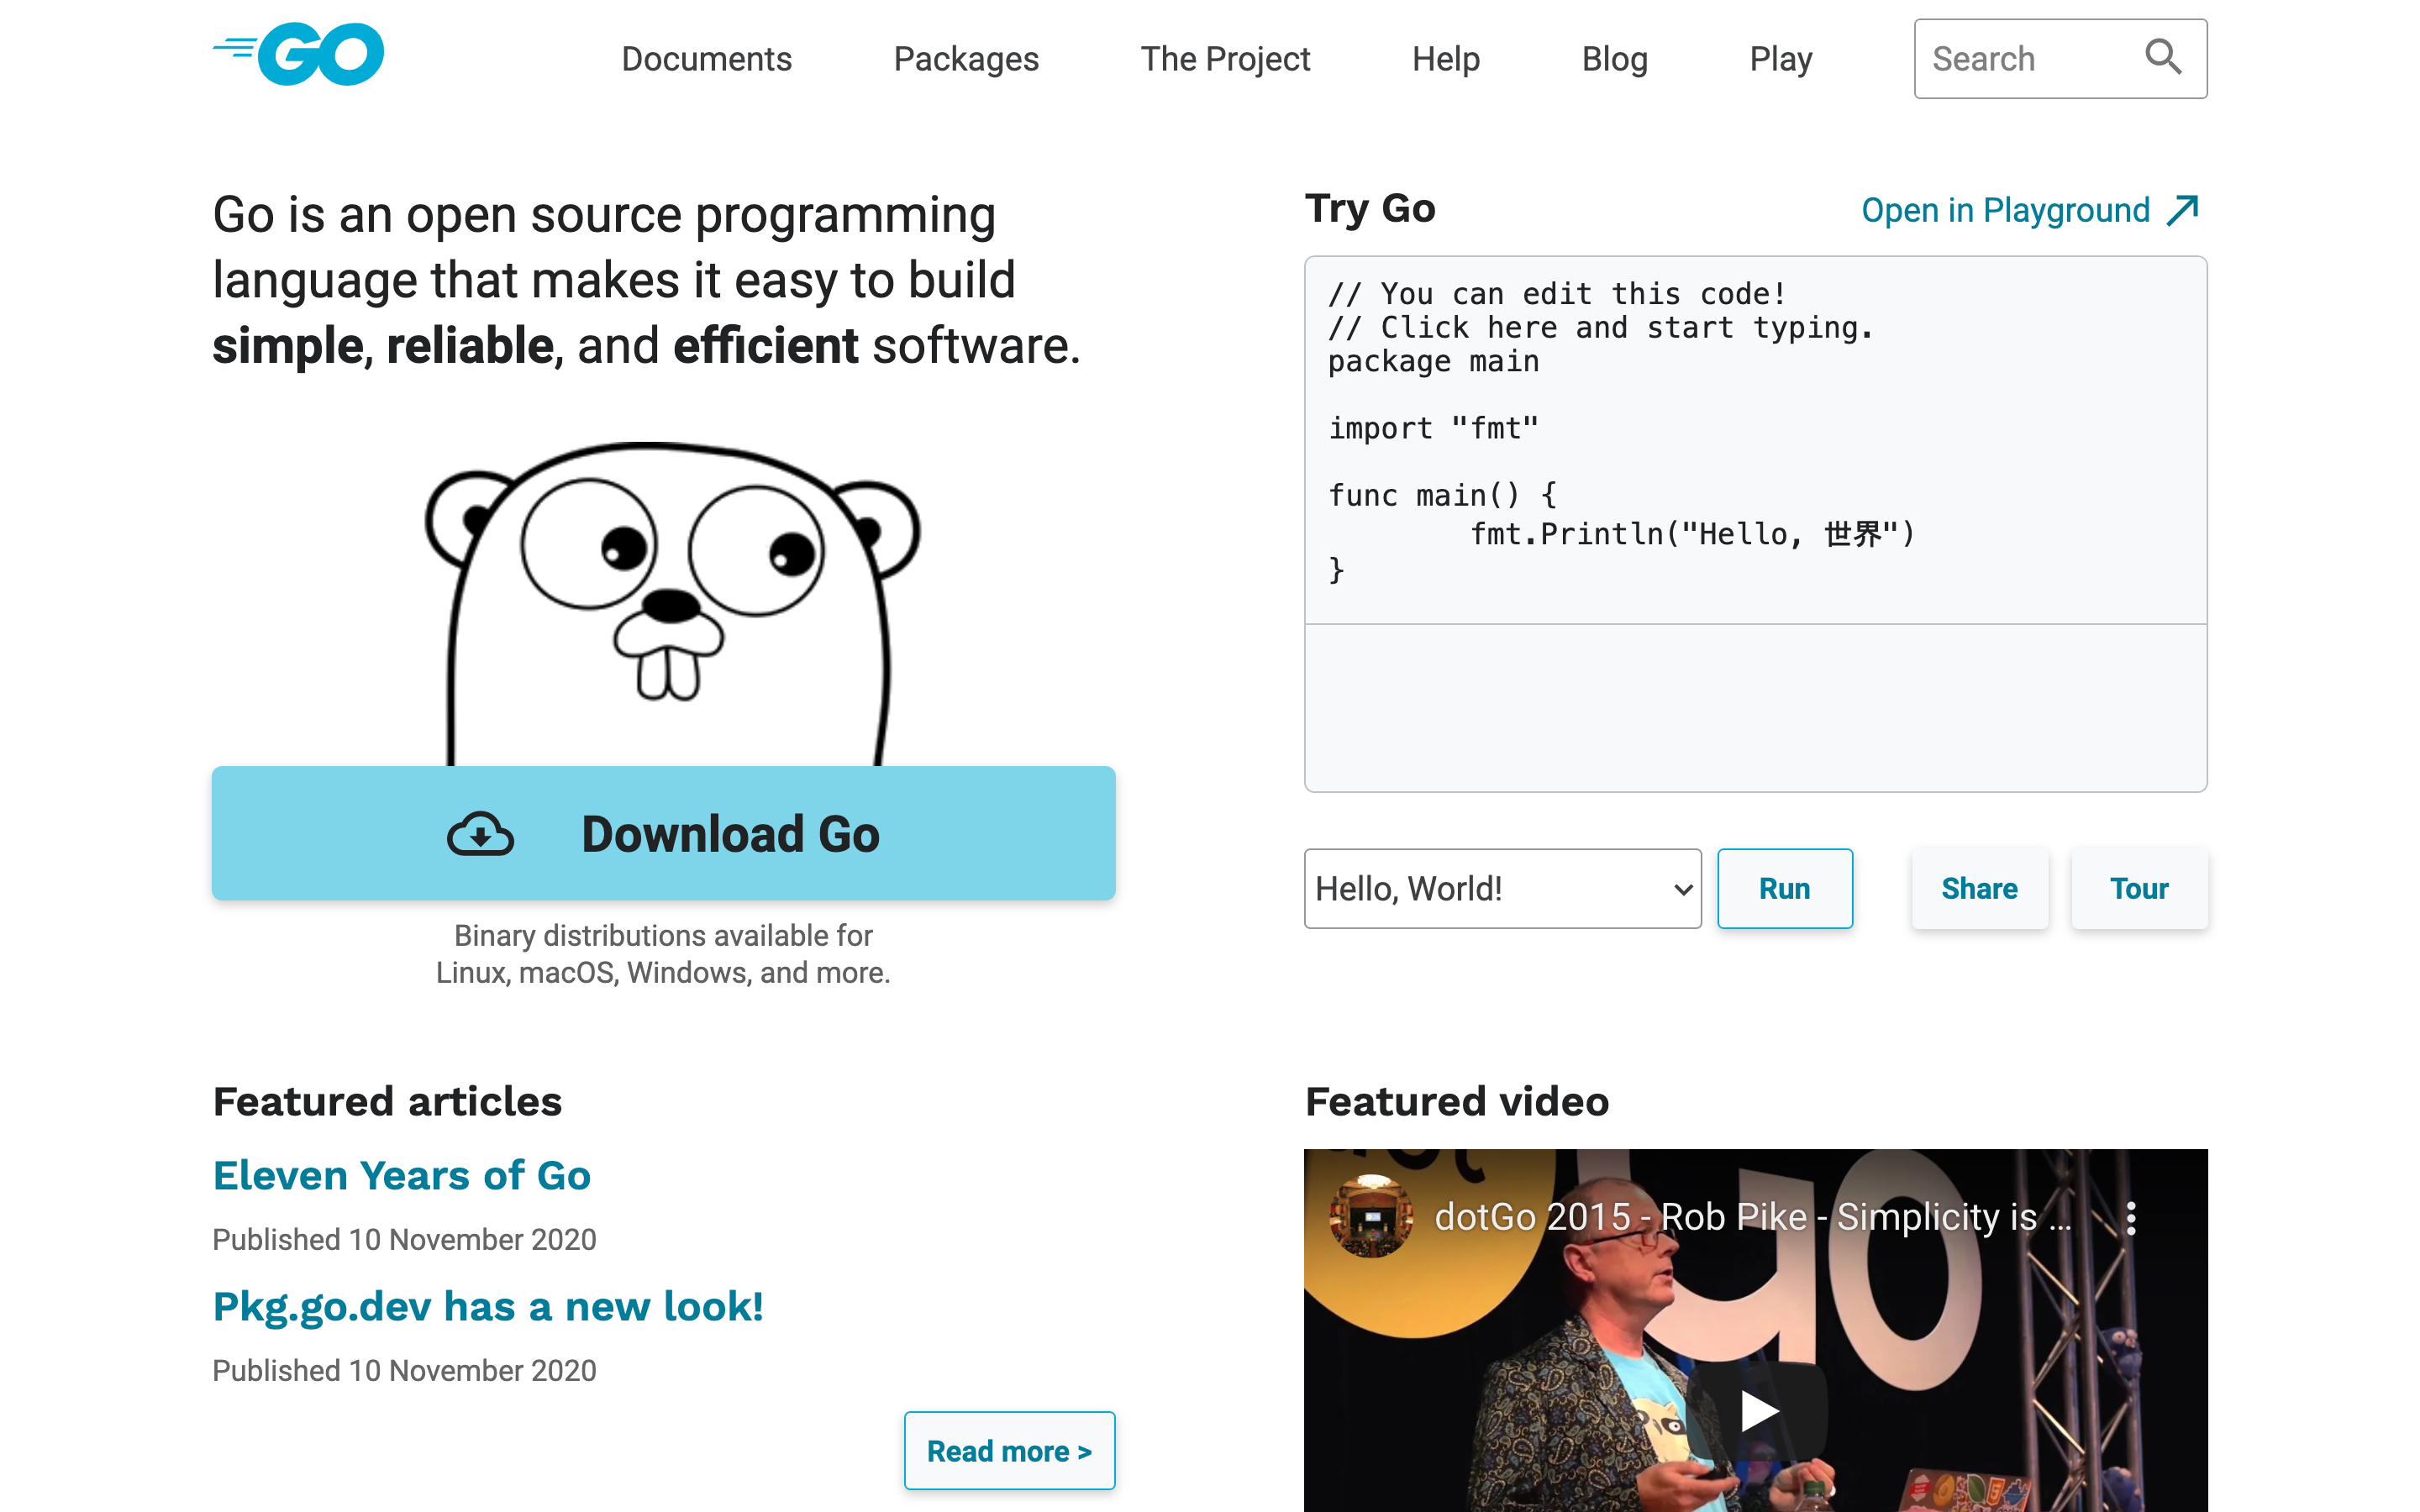 GO
Documents
Packages
The Project
Help
Blog
Play
Search
Go is an open source programming
language that makes it easy to build
simple, reliable, and efficient software.
Download Go
Binary distributions available for
Linux, macOS, Windows, and more.
Try Go
Open in Playground
// You can edit this code!
// Click here and start typing.
package main
import "fmt"
func main() {
	fmt.Println("Hello, 世界")
}
Hello, World!
Run
Share
Tour
Featured articles
Eleven Years of Go
Published 10 November 2020
Pkg.go.dev has a new look!
Published 10 November 2020
Read more >
Featured video
dotGo 2015 - Rob Pike - Simplicity is ...
go